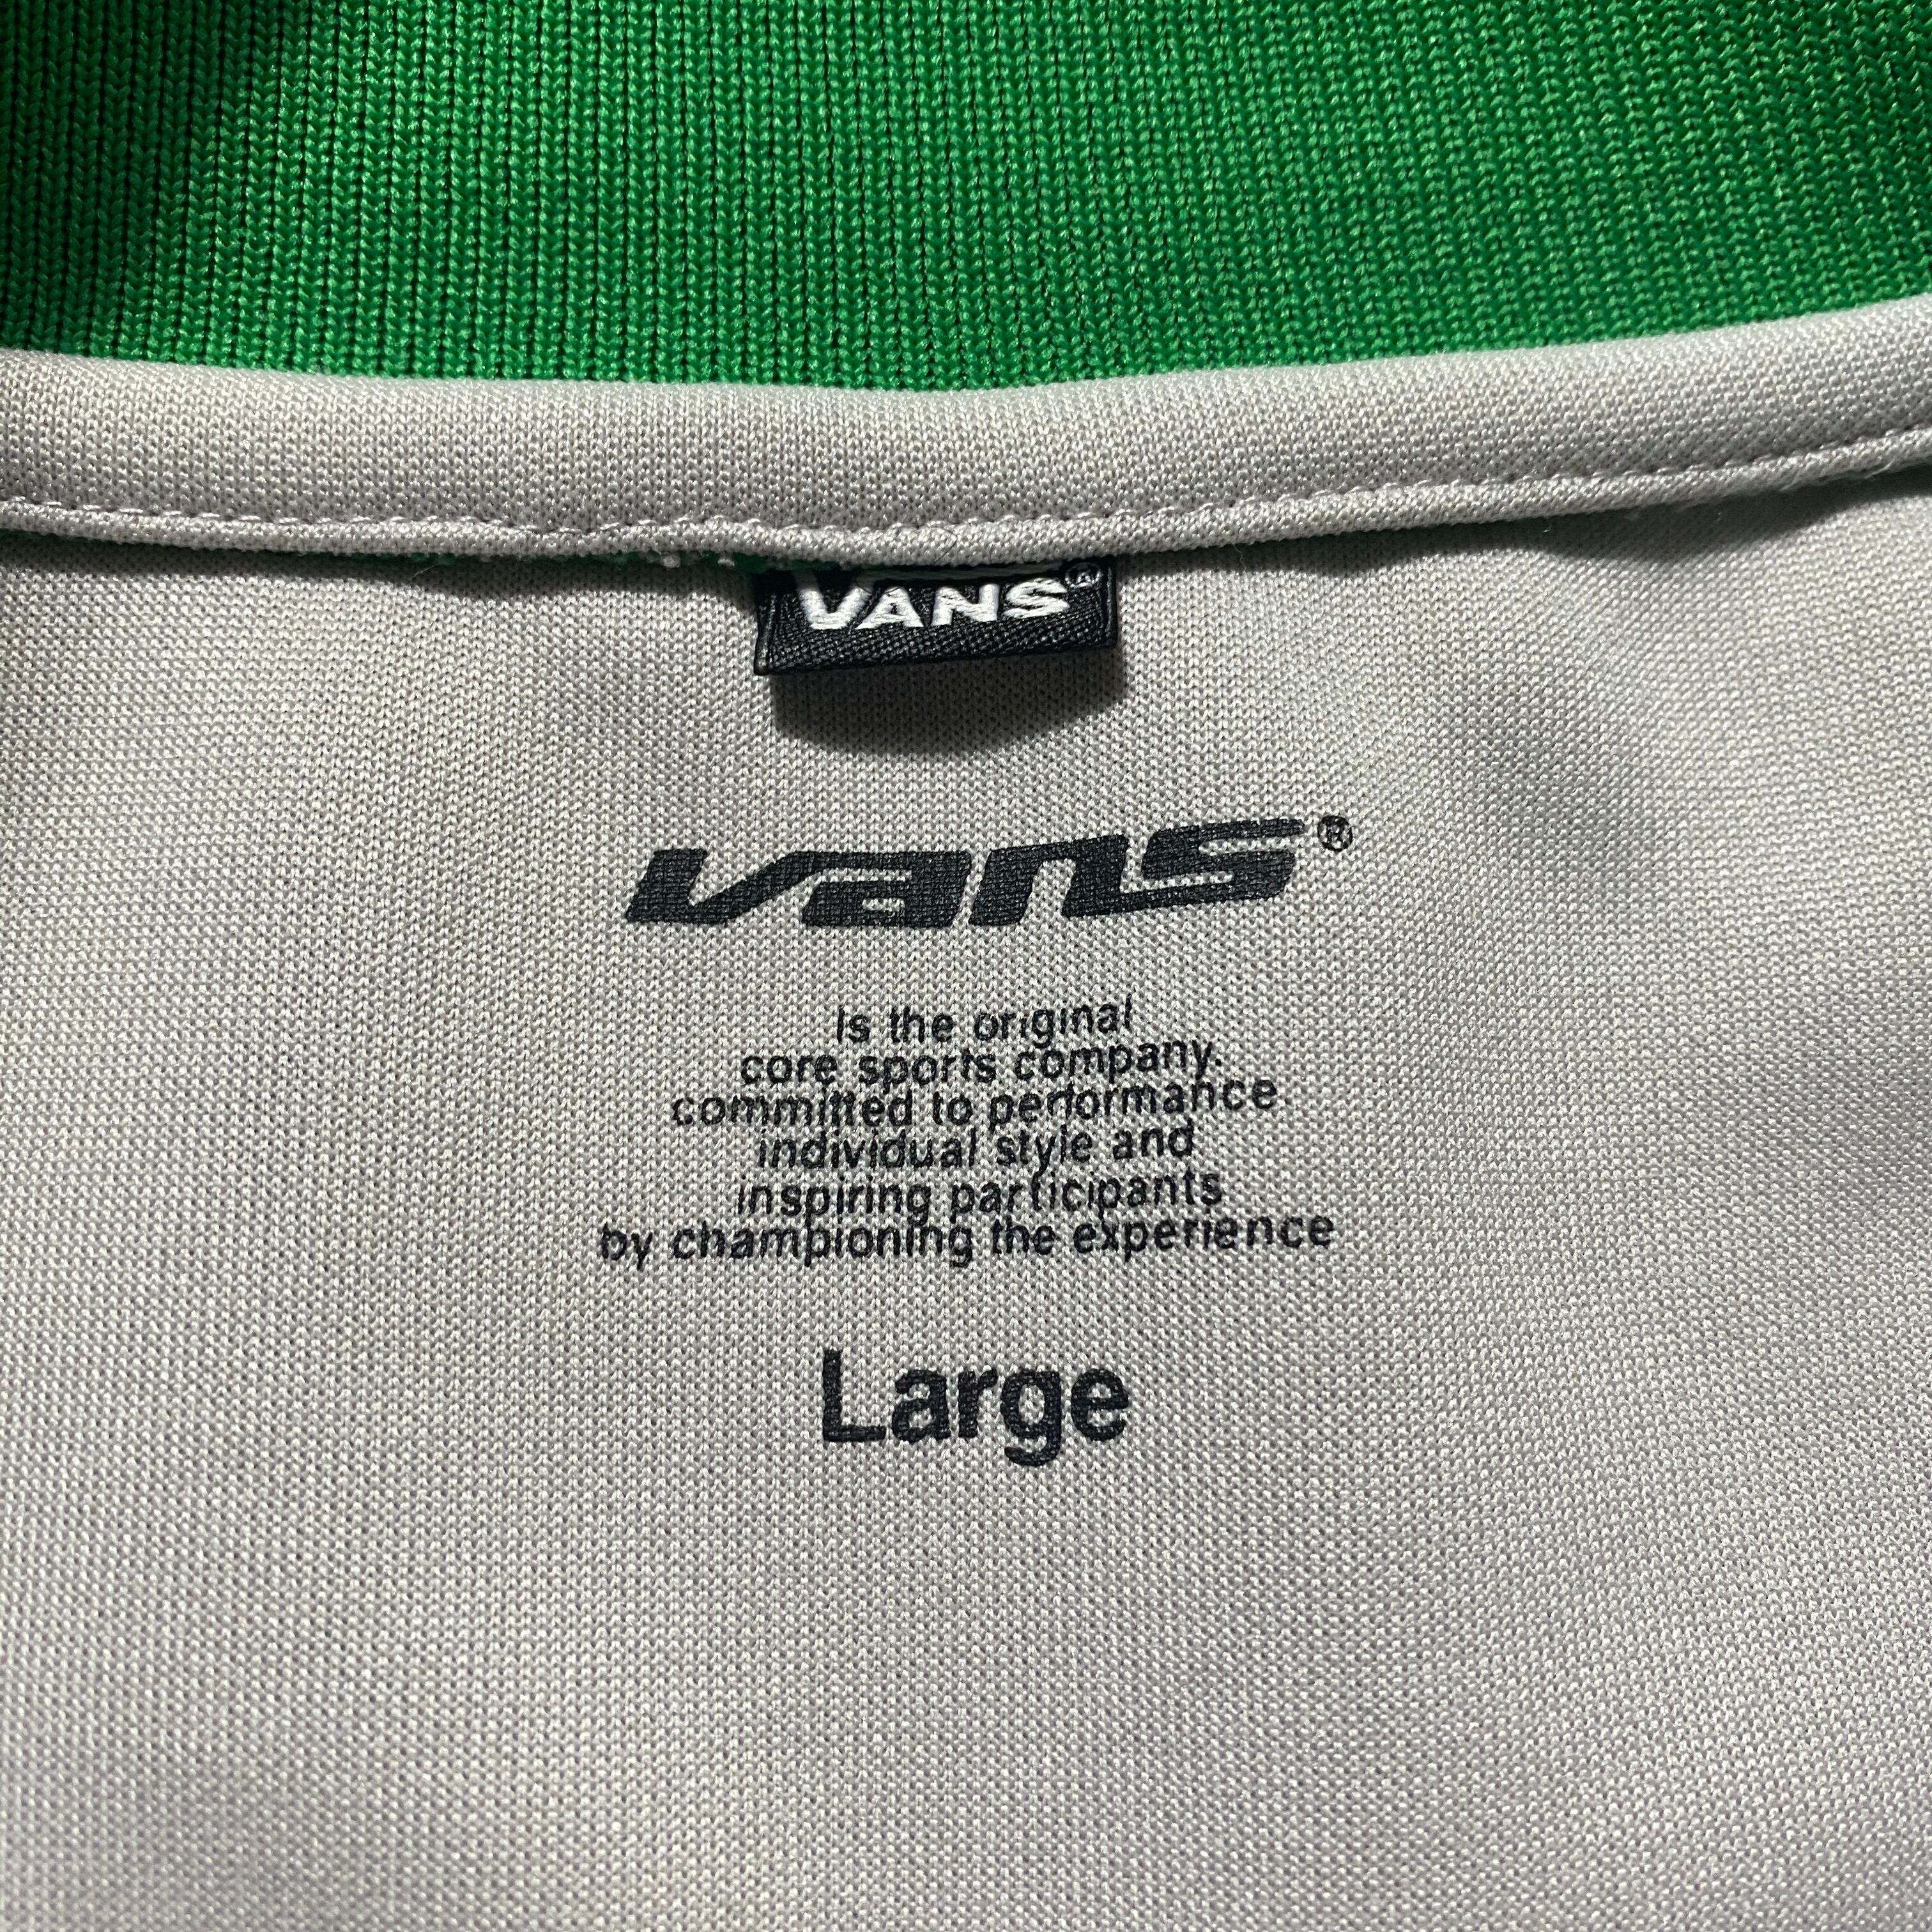 VANS®
vans®
is the original
core sports company.
committed to performance
individual style and
inspiring participants
by championing the experience
Large